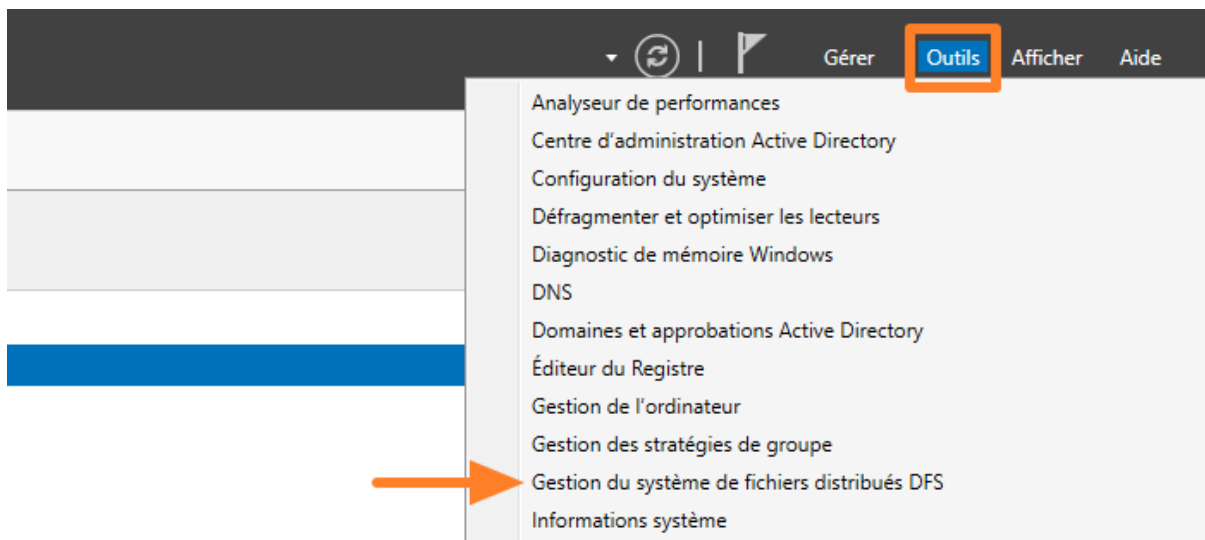 Gérer Outils Afficher Aide
Analyseur de performances
Centre d'administration Active Directory
Configuration du système
Défragmenter et optimiser les lecteurs
Diagnostic de mémoire Windows
DNS
Domaines et approbations Active Directory
Éditeur du Registre
Gestion de l'ordinateur
Gestion des stratégies de groupe
Gestion du système de fichiers distribués DFS
Informations système